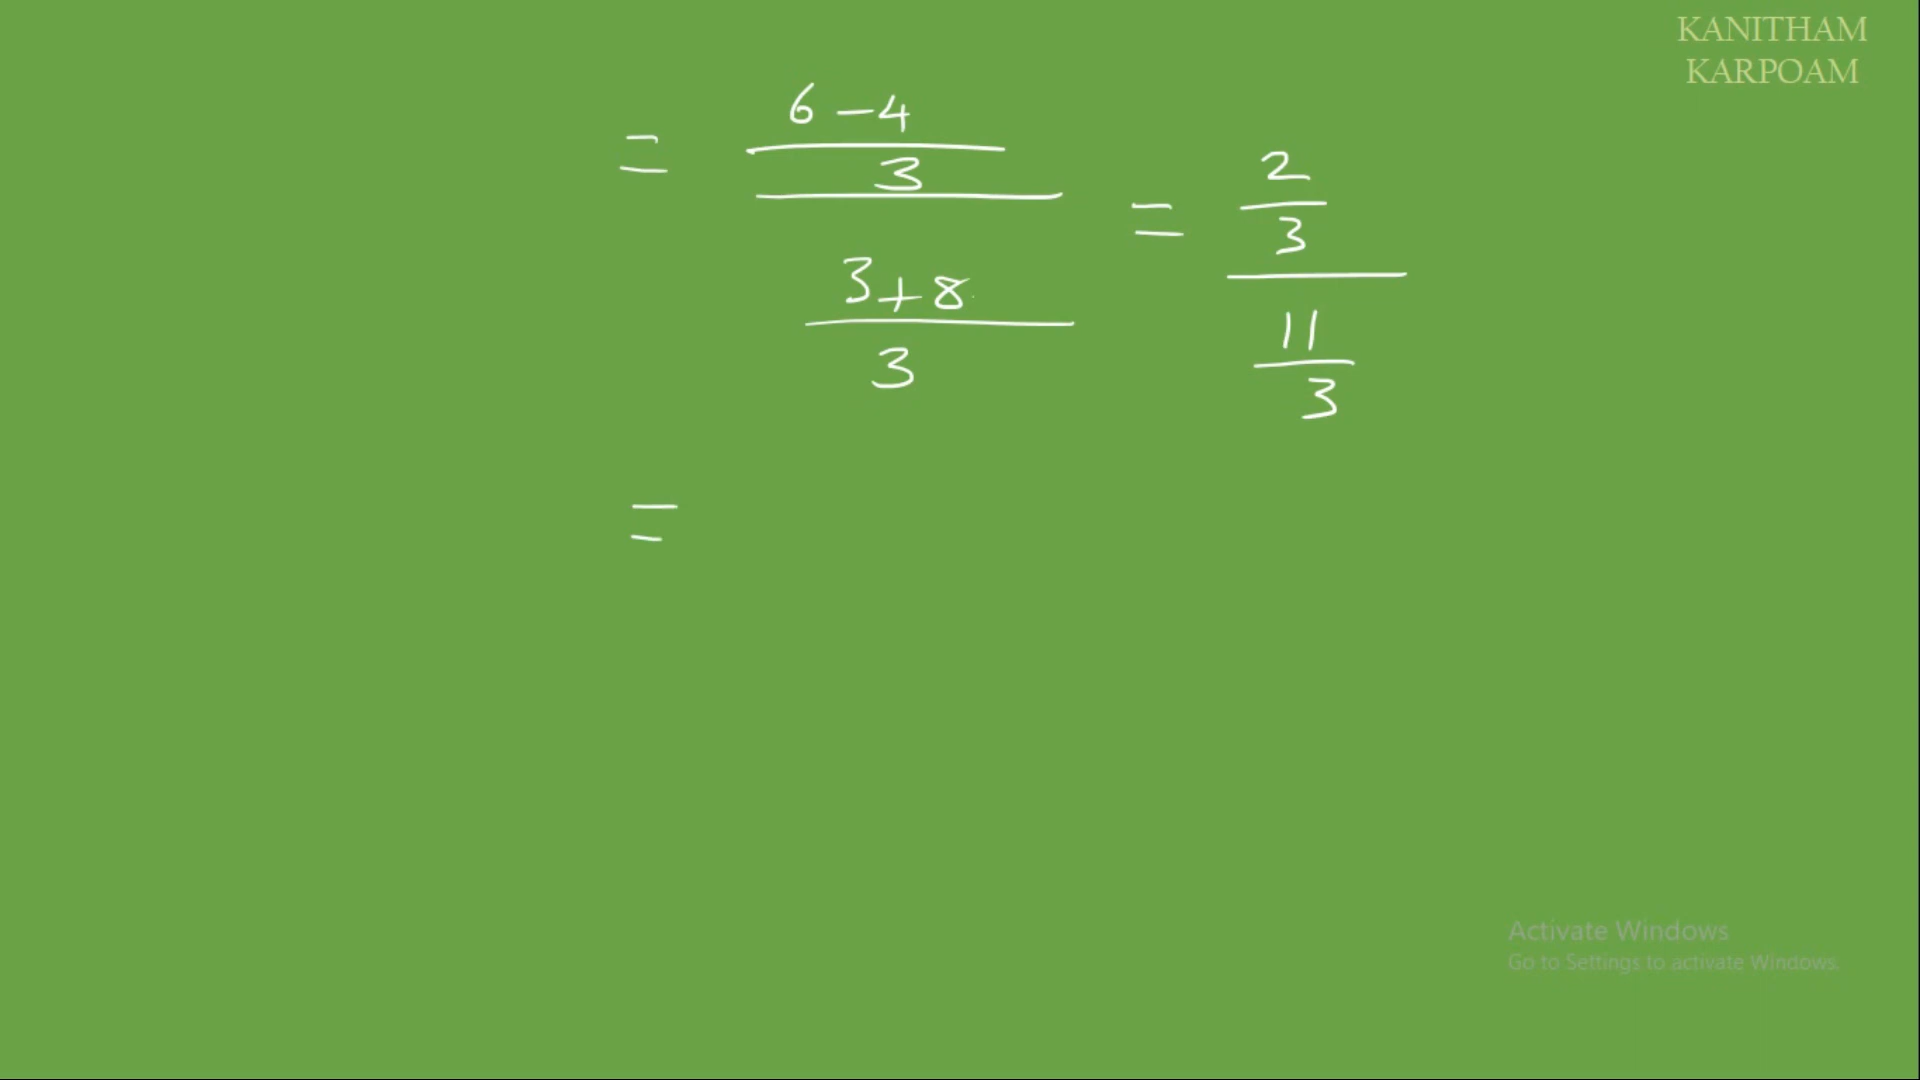 KANITHAM
KARPOAM
= 6 - 4
3
3 + 8
3
= 2
3
11
3
=
Activate Windows
Go to Settings to activate Windows.